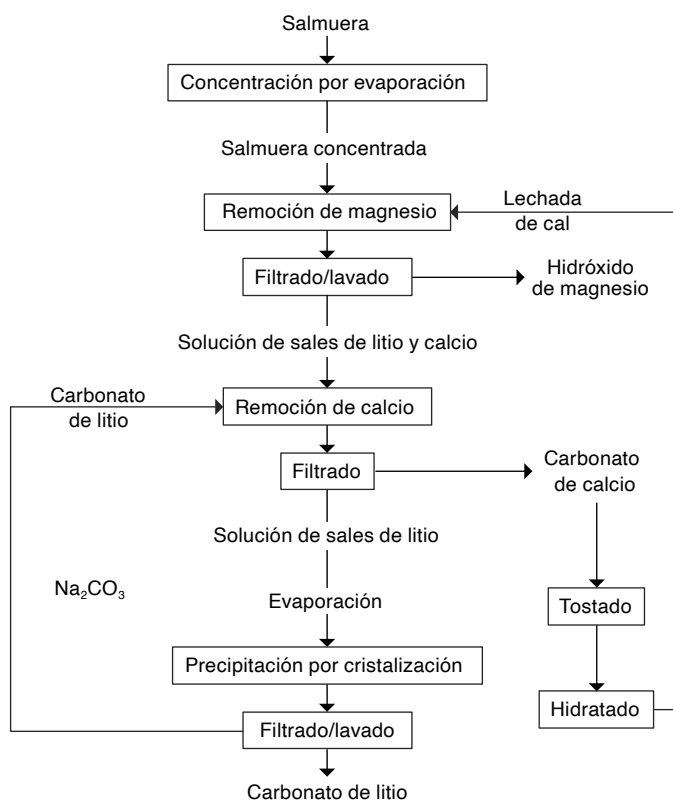 Salmuera
Concentración por evaporación
Salmuera concentrada
Remoción de magnesio
Lechada
de cal
Filtrado/lavado
Hidróxido
de magnesio
Solución de sales de litio y calcio
Carbonato
de litio
Remoción de calcio
Filtrado
Carbonato
de calcio
Solución de sales de litio
Na₂CO₃
Evaporación
Tostado
Precipitación por cristalización
Hidratado
Filtrado/lavado
Carbonato de litio